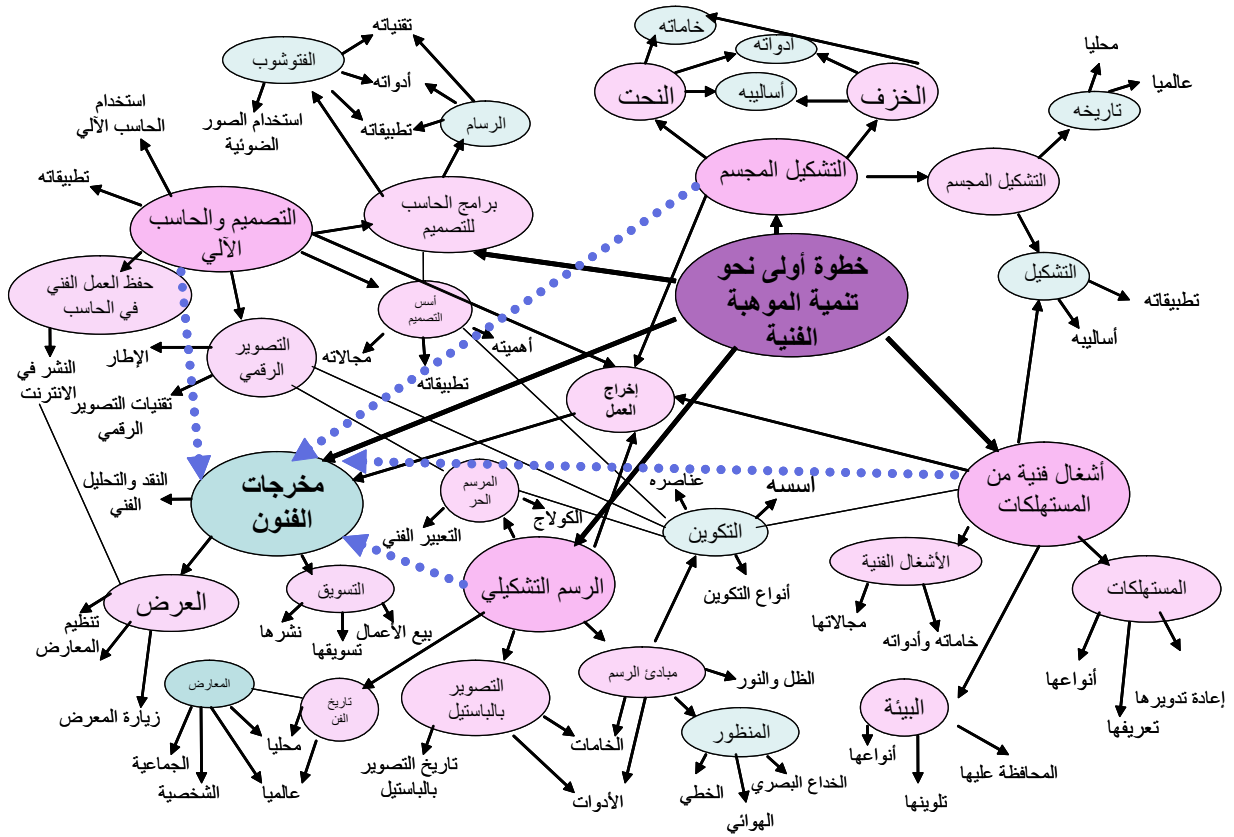 خاماته
ادواته
أساليبه
النحت
الخزف
محليا
عالميا
تاريخه
تقنياته
الفتوشوب
أدواته
الرسام
تطبيقاته
استخدام الصور
الضوئية
استخدام
الحاسب الآلي
تطبيقاته
التشكيل المجسم
التشكيل المجسم
التصميم والحاسب
الآلي
برامج الحاسب
للتصميم
خطوة أولى نحو
تنمية الموهبة
الفنية
التشكيل
تطبيقاته
أساليبه
حفظ العمل الفني
في الحاسب
أسس
التصميم
أهميته
مجالاته
تطبيقاته
التصوير
الرقمي
الإطار
النشر في
الانترنت
تقنيات التصوير
الرقمي
إخراج
العمل
أشغال فنية من
المستهلكات
مخرجات
الفنون
النقد والتحليل
الفني
المرسم
الحر
الكولاج
التعبير الفني
عناصره
أسسه
التكوين
أنواع التكوين
الرسم التشكيلي
الأشغال الفنية
مجالاتها
خاماته وأدواته
المستهلكات
أنواعها
تعريفها
إعادة تدويرها
العرض
تنظيم
المعارض
زيارة المعرض
التسويق
نشرها
تسويقها
بيع الأعمال
المعارض
تاريخ
الفن
محليا
الجماعية
الشخصية
عالميا
التصوير
بالباستيل
تاريخ التصوير
بالباستيل
مبادئ الرسم
الظل والنور
الخامات
الأدوات
المنظور
الخطي
الهوائي
الخداع البصري
البيئة
أنواعها
تلوينها
المحافظة عليها